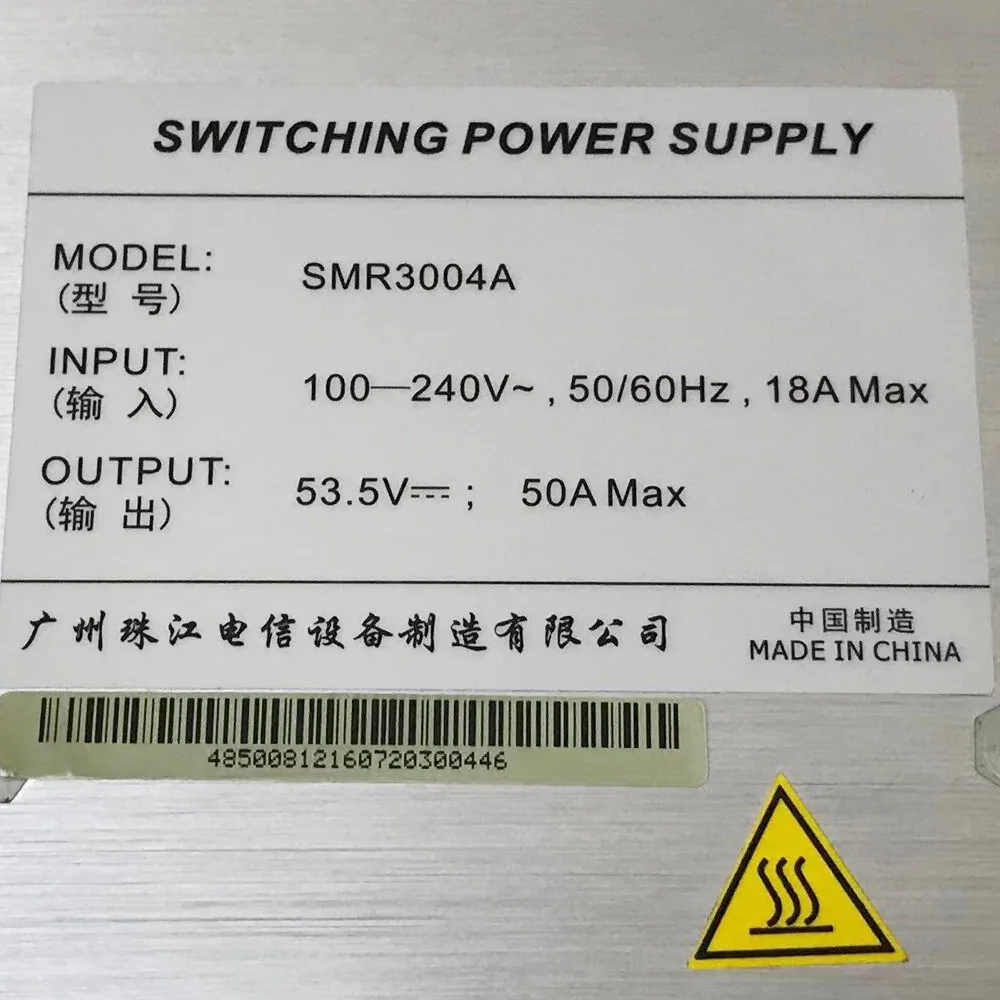 SWITCHING POWER SUPPLY
MODEL: SMR3004A
(型 号)
INPUT: 100—240V~ , 50/60Hz , 18A Max
(输 入)
OUTPUT: 53.5V⎓ ; 50A Max
(输 出)
广州珠江电信设备制造有限公司
中国制造
MADE IN CHINA
48500812160720300446